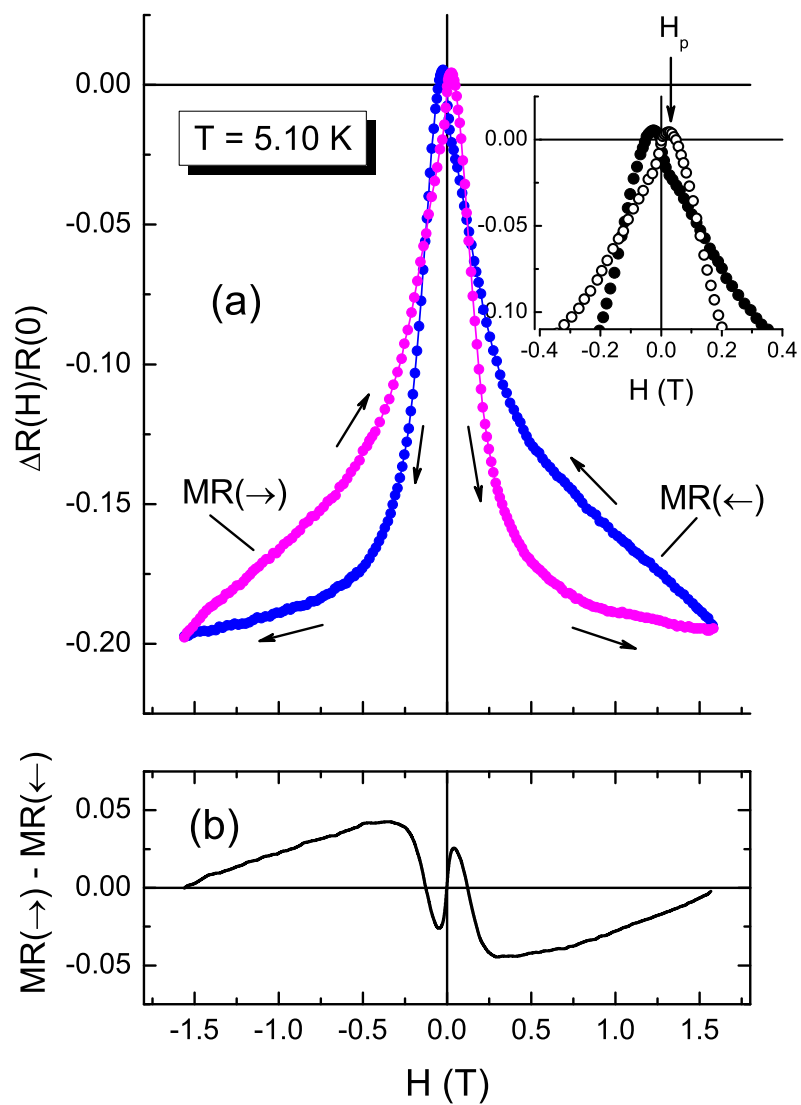 H_p
0.00
T = 5.10 K
0.00
-0.05
-0.05
(a)
-0.10
ΔR(H)/R(0)
-0.10
-0.4 -0.2 0.0 0.2 0.4
H (T)
-0.15
MR(→)
MR(←)
-0.20
MR(→) - MR(←)
0.05
(b)
0.00
-0.05
-1.5 -1.0 -0.5 0.0 0.5 1.0 1.5
H (T)